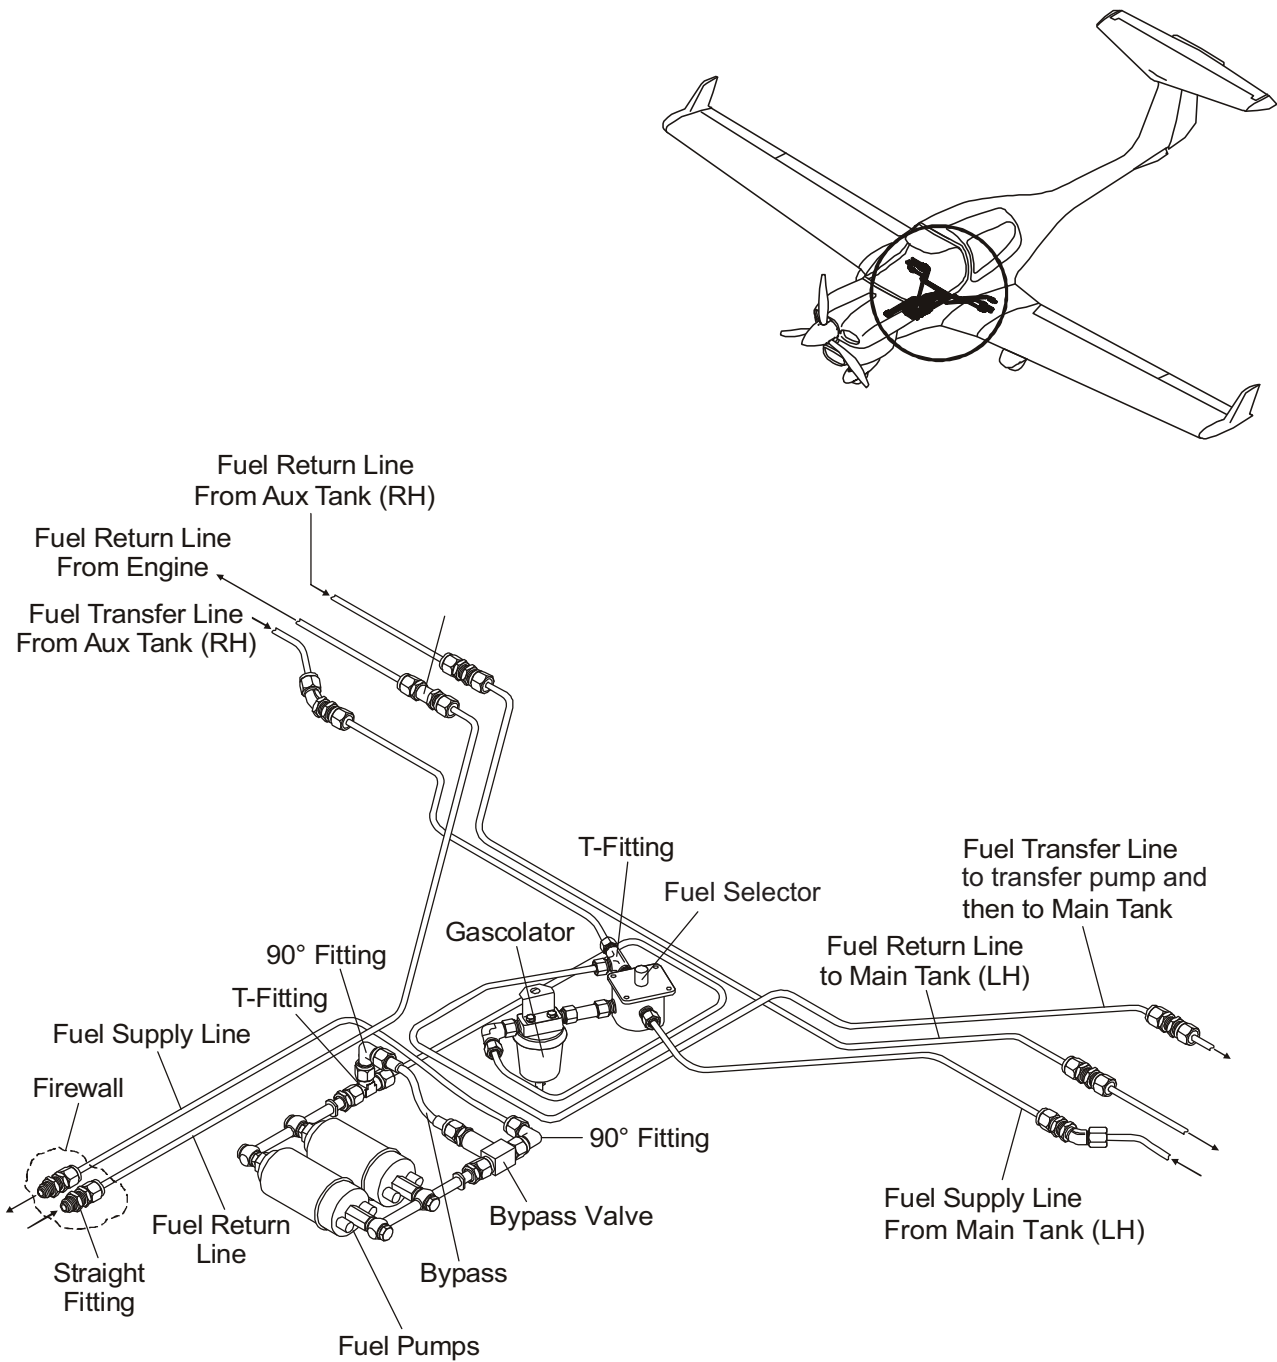 Fuel Return Line
From Aux Tank (RH)
Fuel Return Line
From Engine
Fuel Transfer Line
From Aux Tank (RH)
T-Fitting
Fuel Selector
Fuel Transfer Line
to transfer pump and
then to Main Tank
Gascolator
Fuel Return Line
to Main Tank (LH)
90° Fitting
T-Fitting
Fuel Supply Line
Firewall
90° Fitting
Fuel Supply Line
From Main Tank (LH)
Bypass Valve
Fuel Return
Line
Bypass
Straight
Fitting
Fuel Pumps